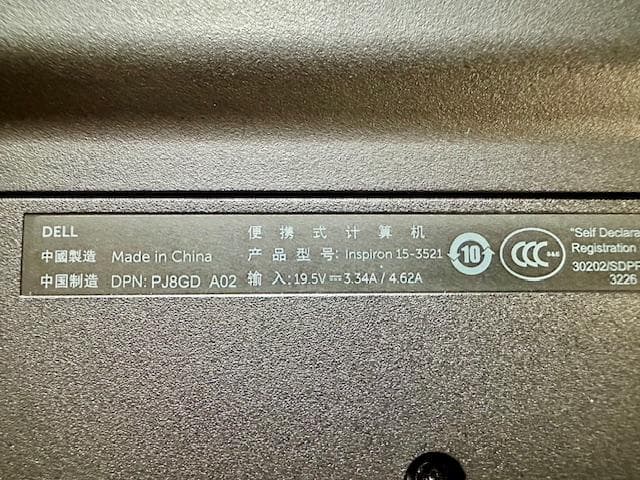 DELL
中國製造 Made in China
中国制造 DPN: PJ8GD A02
便携式计算机
产品型号: Inspiron 15-3521
输入:19.5V⎓3.34A / 4.62A
10
CCC
"Self Declara
Registration
30202/SDPP
3226